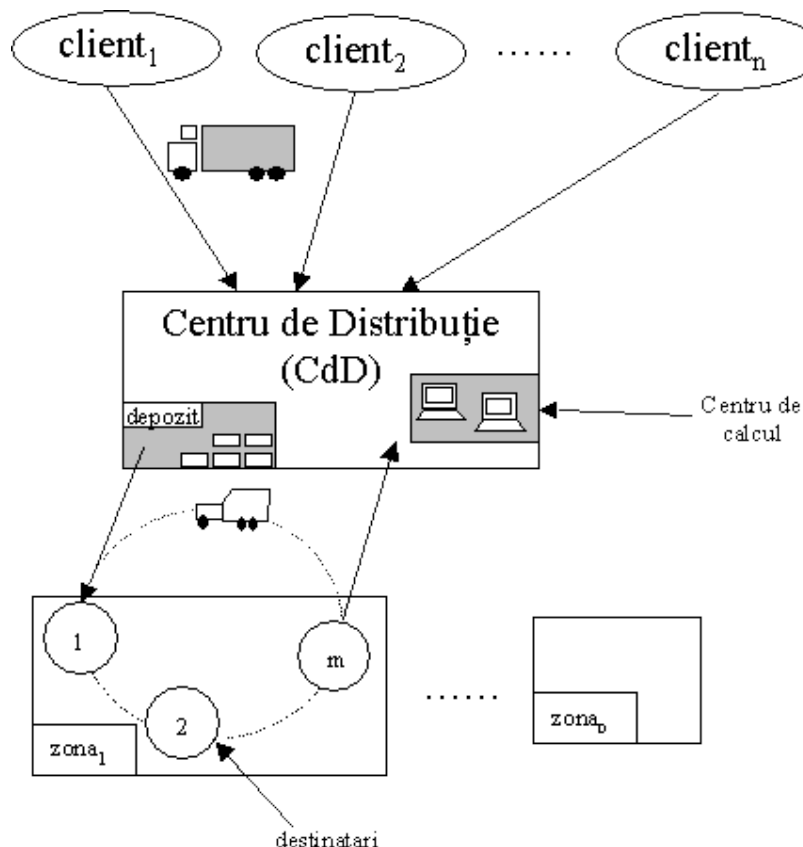 client₁
client₂
......
clientₙ
Centru de Distribuție
(CdD)
depozit
Centru de
calcul
1
2
m
......
zona₁
zonaₚ
destinatari